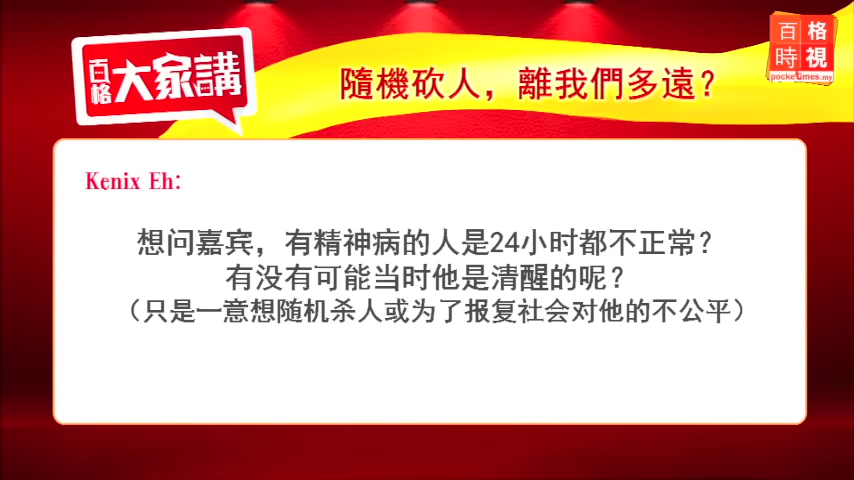 百格
大家講
隨機砍人，離我們多遠？
百格
時視
pocketimes.my
Kenix Eh:
想问嘉宾，有精神病的人是24小时都不正常？
有没有可能当时他是清醒的呢？
（只是一意想随机杀人或为了报复社会对他的不公平）